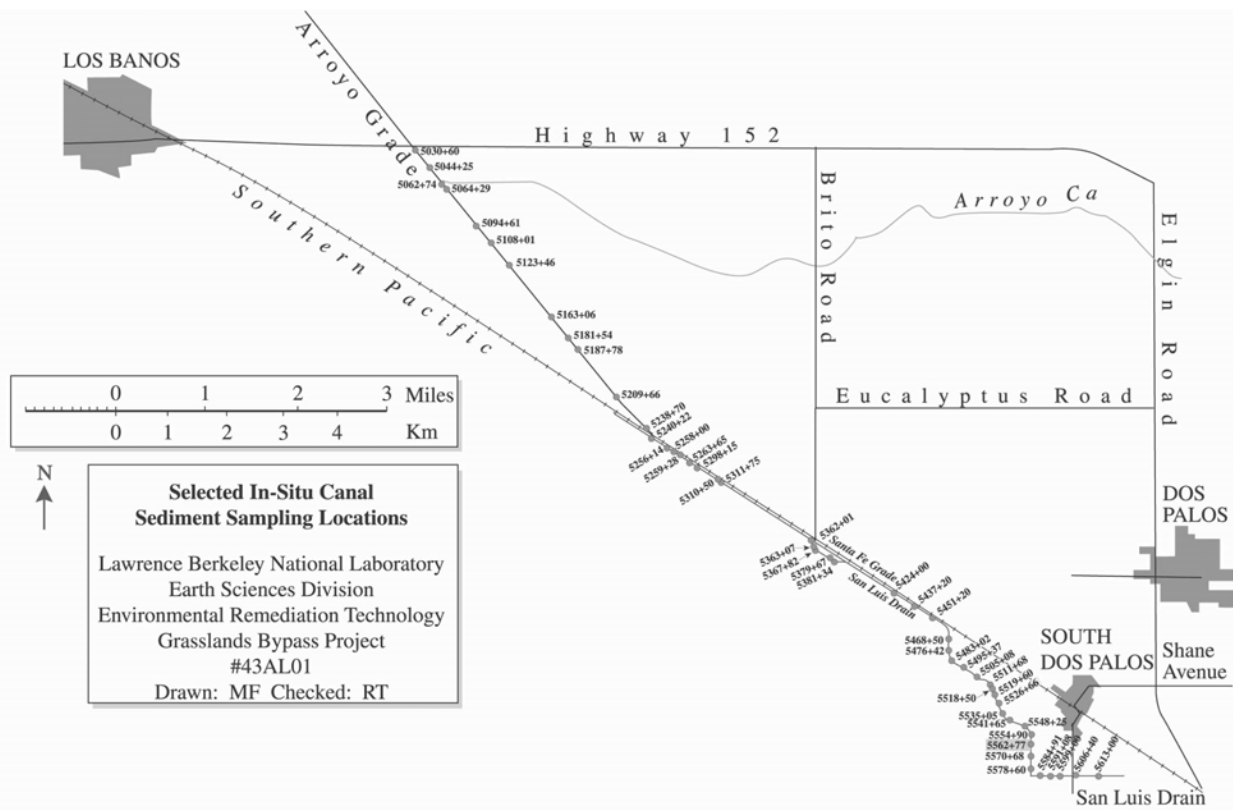 LOS BANOS
Arroyo Grade
Highway 152
5030+60
5044+25
5062+74
5064+29
5094+61
5108+01
5123+46
5163+06
5181+54
5187+78
5209+66
Southern Pacific
Brito Road
Arroyo Ca
Elgin Road
Eucalyptus Road
0 1 2 3 Miles
0 1 2 3 4 Km
N
Selected In-Situ Canal
Sediment Sampling Locations
Lawrence Berkeley National Laboratory
Earth Sciences Division
Environmental Remediation Technology
Grasslands Bypass Project
#43AL01
Drawn: MF Checked: RT
5238+70
5240+22
5258+00
5256+14
5263+65
5259+28
5298+15
5310+50
5311+75
5362+01
5363+07
5367+82
5379+67
5381+34
Santa Fe Grade
San Luis Drain
5424+00
5437+20
5451+20
5468+50
5476+42
5483+02
5495+37
5505+08
5511+68
5518+50
5519+60
5526+66
5535+05
5541+65
5548+25
5554+90
5562+77
5570+68
5578+60
5584+91
5591+08
5599+00
5606+40
5613+00
DOS
PALOS
SOUTH
DOS PALOS
Shane
Avenue
San Luis Drain